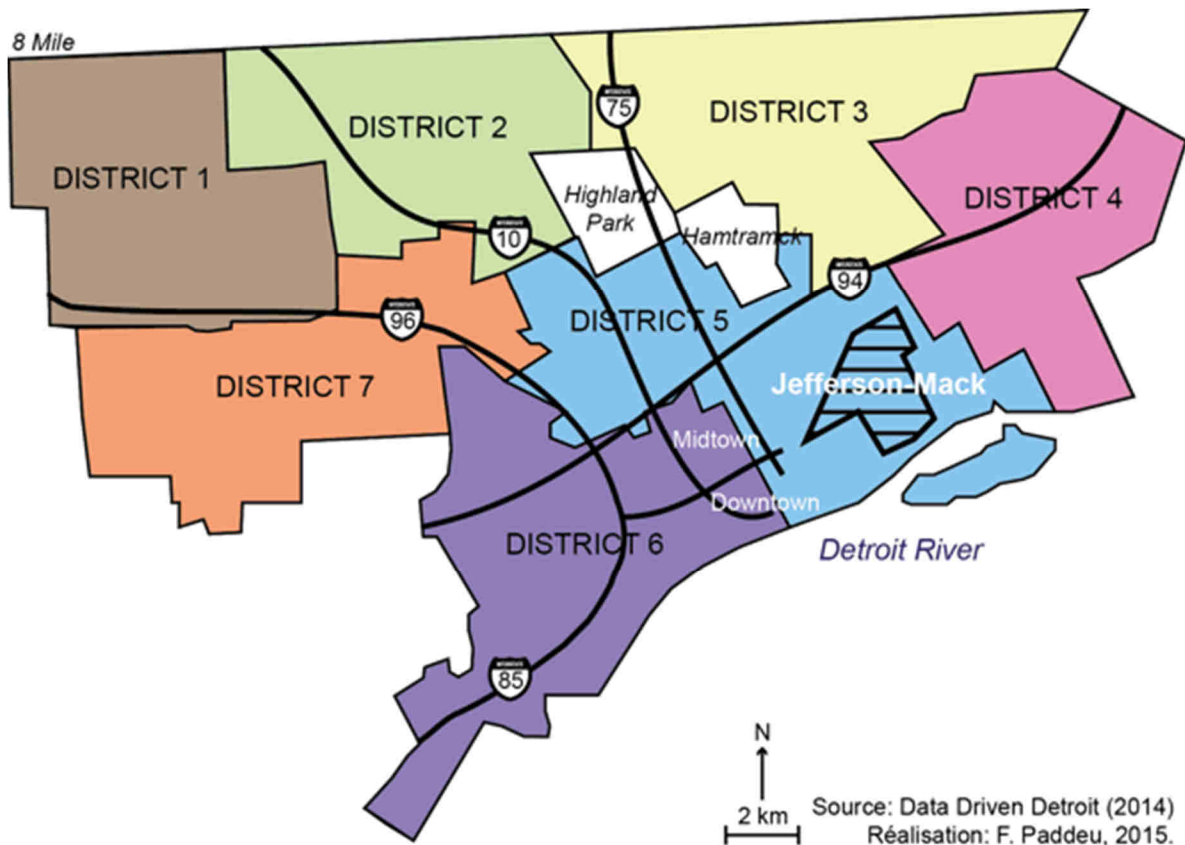 8 Mile
DISTRICT 1
DISTRICT 2
75
DISTRICT 3
DISTRICT 4
Highland
Park
Hamtramck
10
94
96
DISTRICT 5
DISTRICT 7
Jefferson-Mack
Midtown
Downtown
DISTRICT 6
Detroit River
85
N
2 km
Source: Data Driven Detroit (2014)
Réalisation: F. Paddeu, 2015.